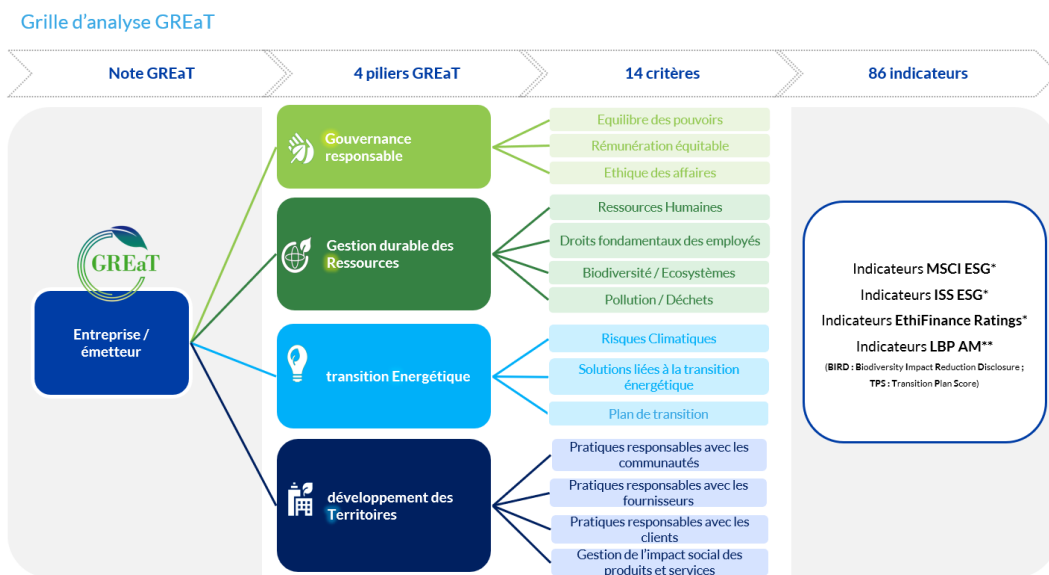 Grille d’analyse GREaT
Note GREaT
4 piliers GREaT
14 critères
86 indicateurs
GREaT
Entreprise /
émetteur
Gouvernance
responsable
Equilibre des pouvoirs
Rémunération équitable
Ethique des affaires
Gestion durable des
Ressources
Ressources Humaines
Droits fondamentaux des employés
Biodiversité / Ecosystèmes
Pollution / Déchets
transition Energétique
Risques Climatiques
Solutions liées à la transition
énergétique
Plan de transition
développement des
Territoires
Pratiques responsables avec les
communautés
Pratiques responsables avec les
fournisseurs
Pratiques responsables avec les
clients
Gestion de l’impact social des
produits et services
Indicateurs MSCI ESG*
Indicateurs ISS ESG*
Indicateurs EthiFinance Ratings*
Indicateurs LBP AM**
(BIRD : Biodiversity Impact Reduction Disclosure ;
TPS : Transition Plan Score)